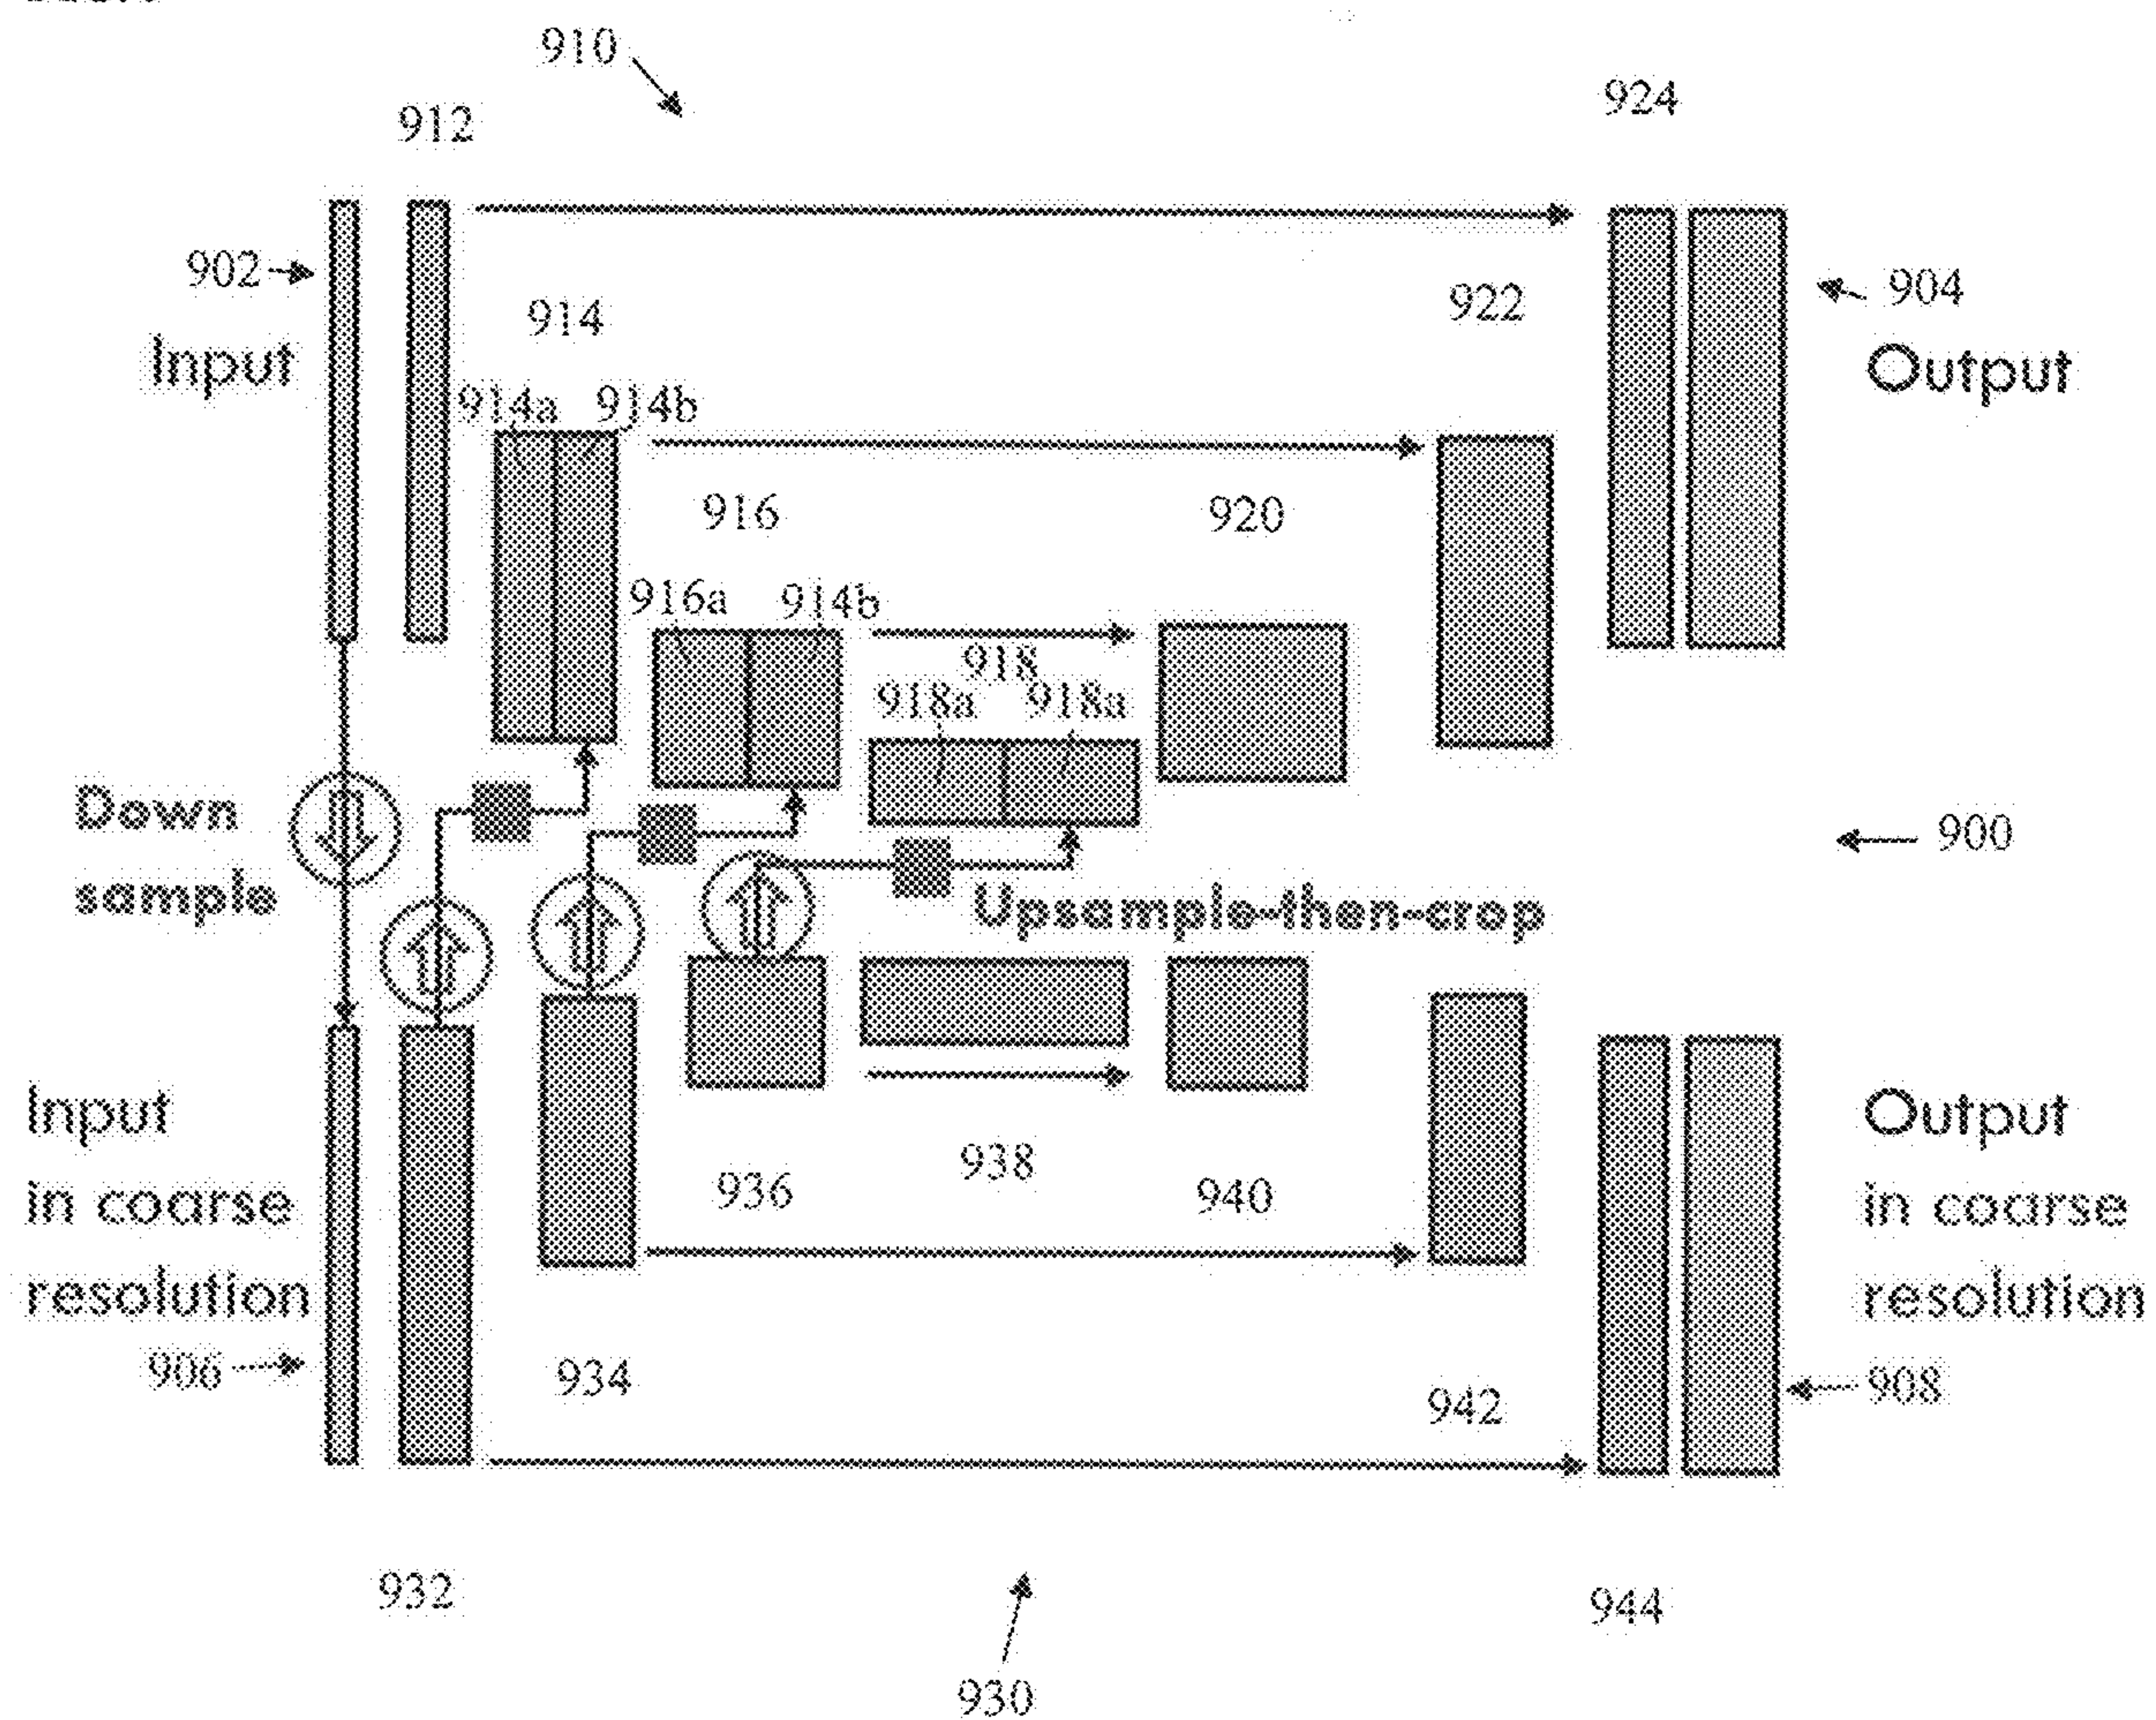 910
912
924
902
904
914
922
Input
Output
914a
914b
916
920
916a
914b
918
918a
918a
Down
sample
900
Upsample-then-crop
Input
in coarse
resolution
906
Output
in coarse
resolution
908
936
938
940
934
942
932
944
930